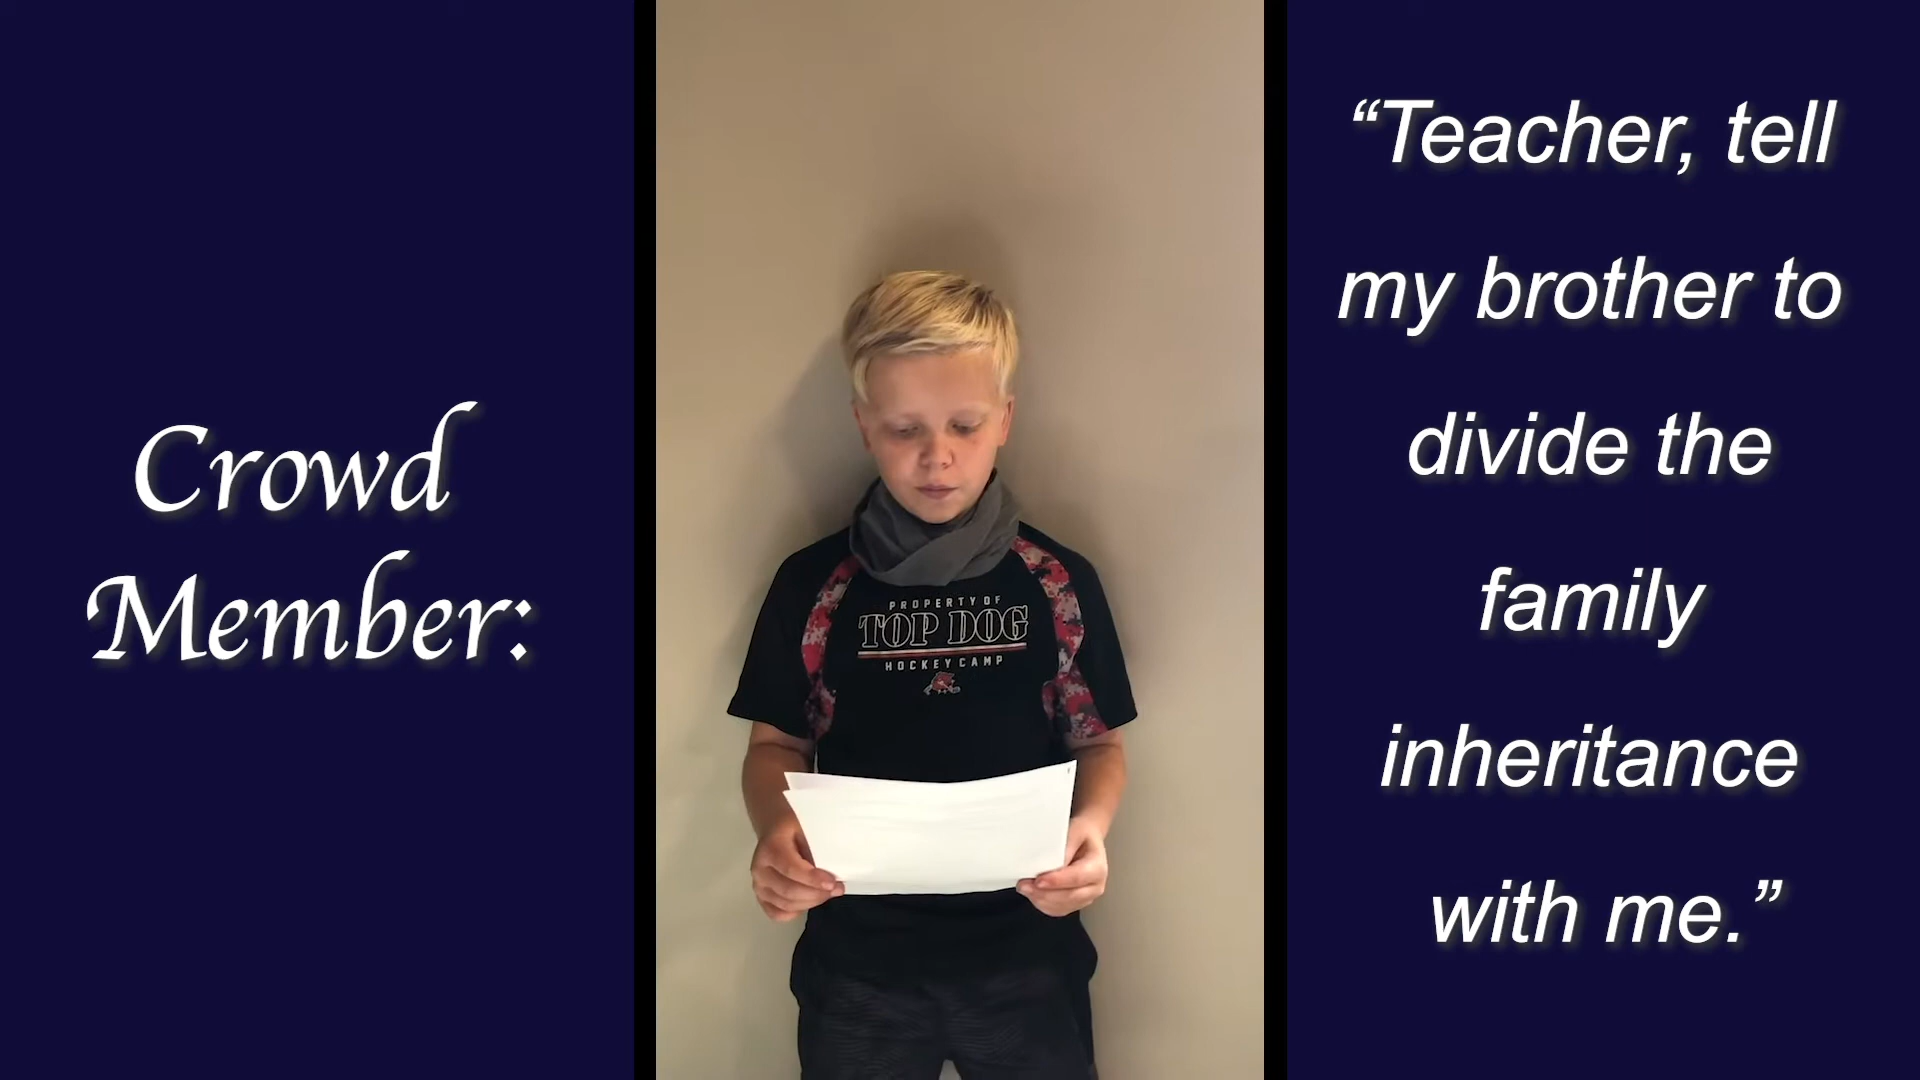 Crowd
Member:
PROPERTY OF
TOP DOG
HOCKEY CAMP
“Teacher, tell
my brother to
divide the
family
inheritance
with me.”